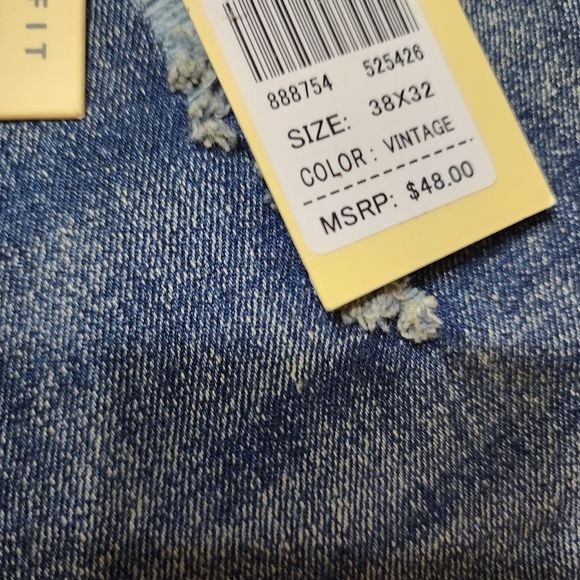 FIT
888754 525426
SIZE: 38X32
COLOR: VINTAGE
MSRP: $48.00